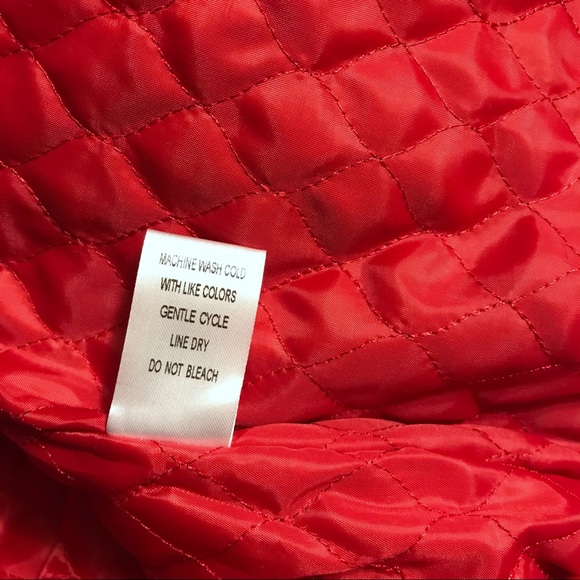 MACHINE WASH COLD
WITH LIKE COLORS
GENTLE CYCLE
LINE DRY
DO NOT BLEACH